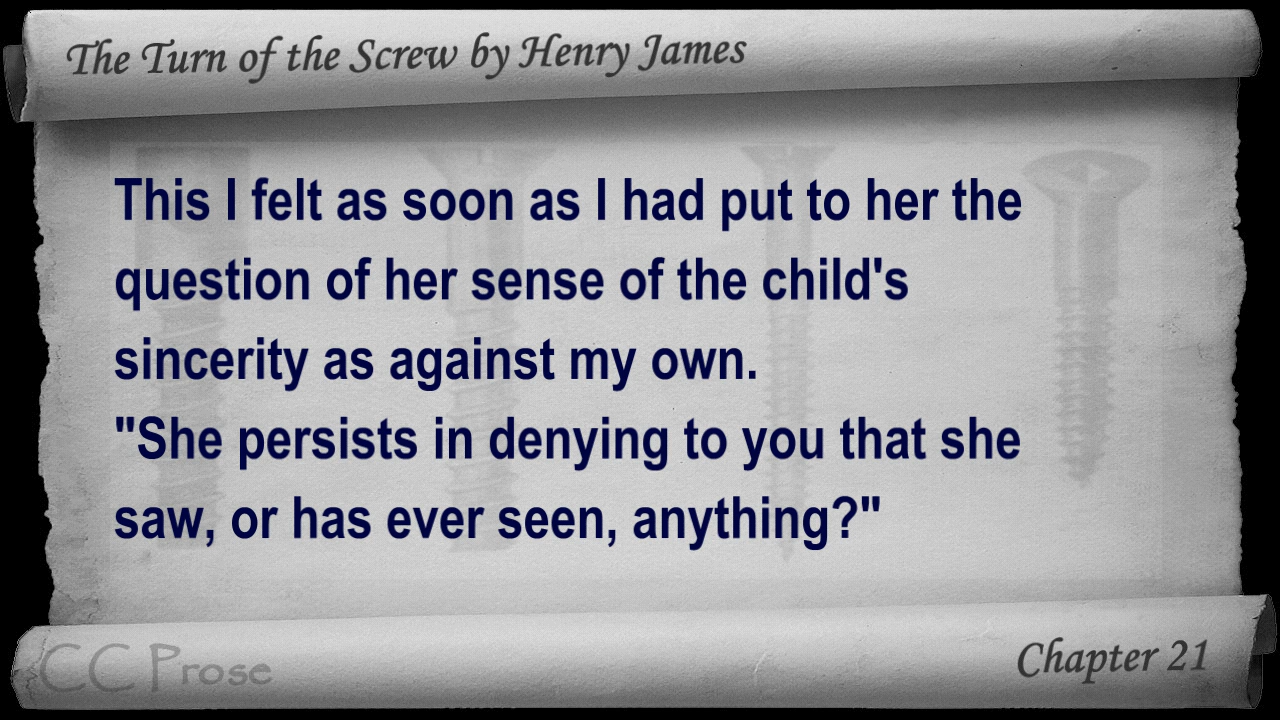 The Turn of the Screw by Henry James
This I felt as soon as I had put to her the
question of her sense of the child's
sincerity as against my own.
"She persists in denying to you that she
saw, or has ever seen, anything?"
CC Prose
Chapter 21